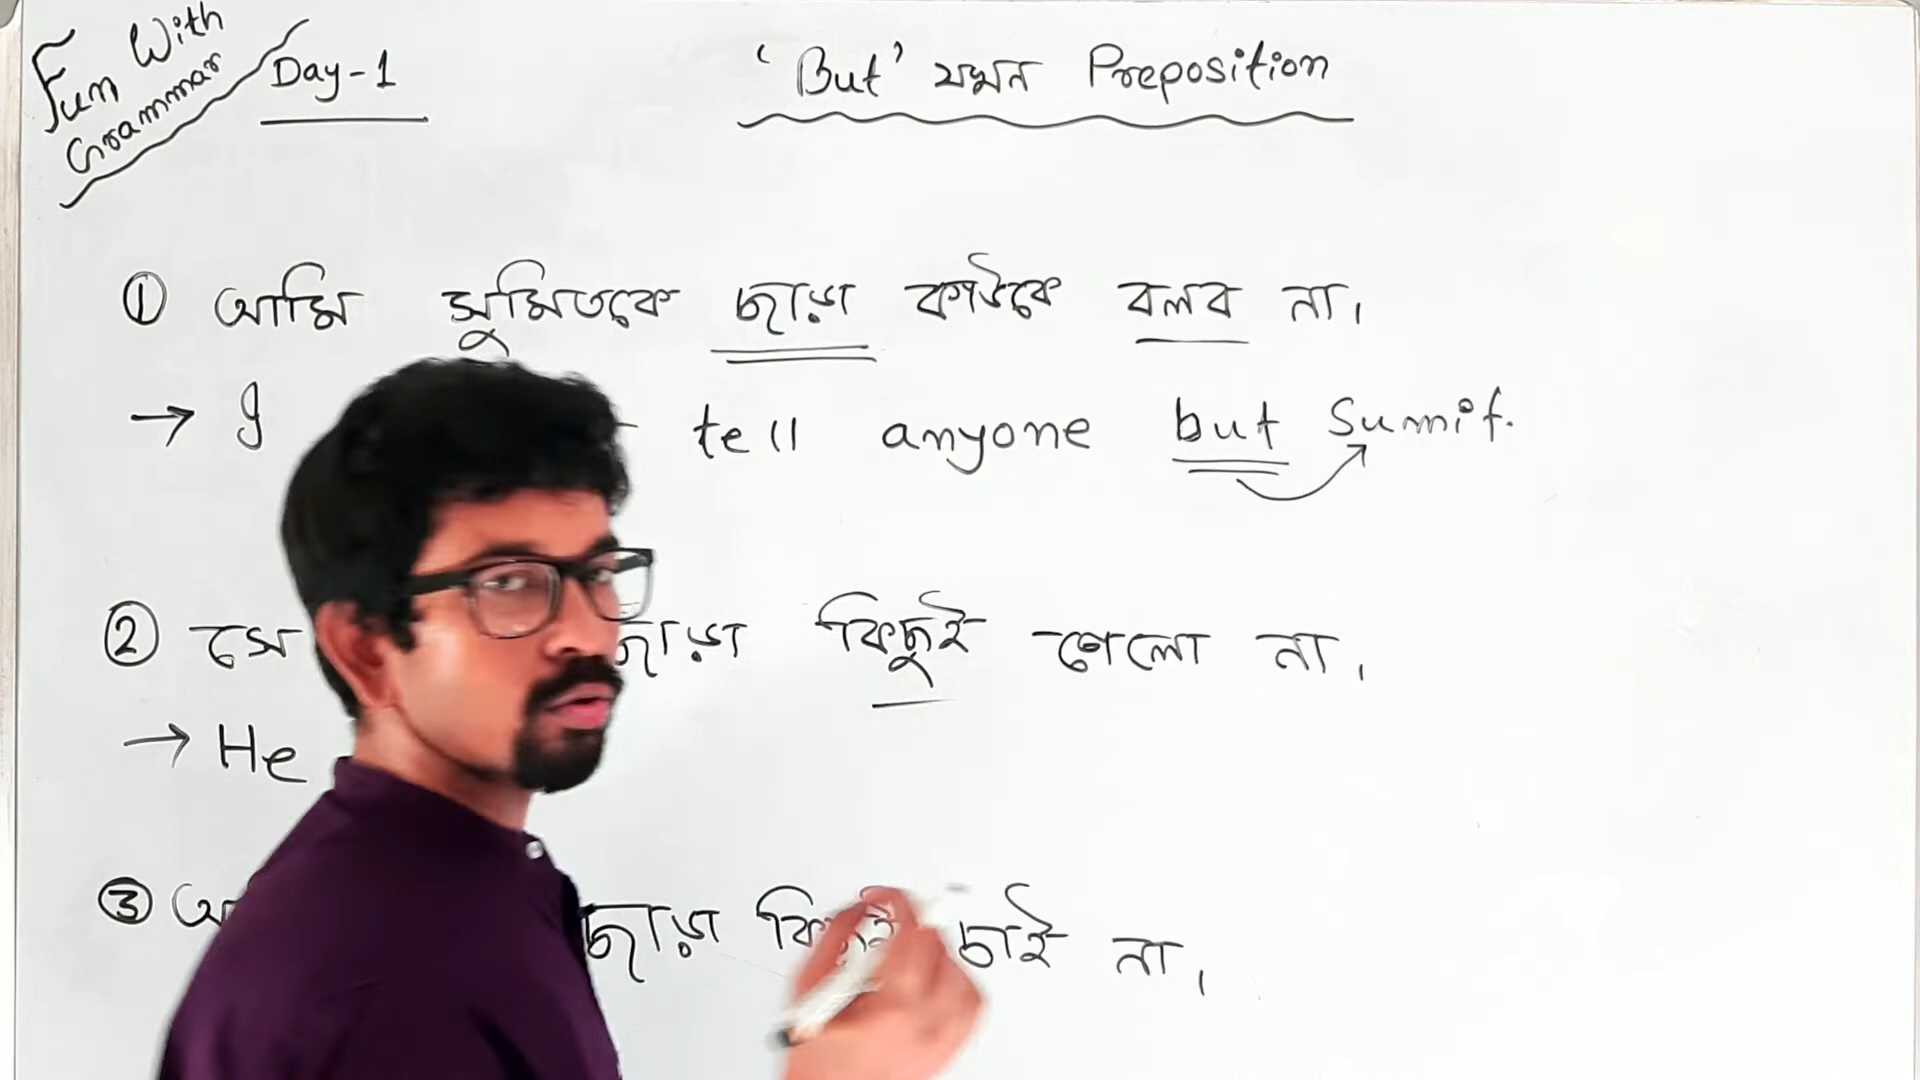 Fun With
Grammar
Day-1
'But' যখন Preposition
① আমি সুমিতকে ছাড়া কাউকে বলব না।
→ I tell anyone but Sumit.
② সে ছাড়া কিছুই পেলো না।
→ He
③ ছাড়া চাই না।